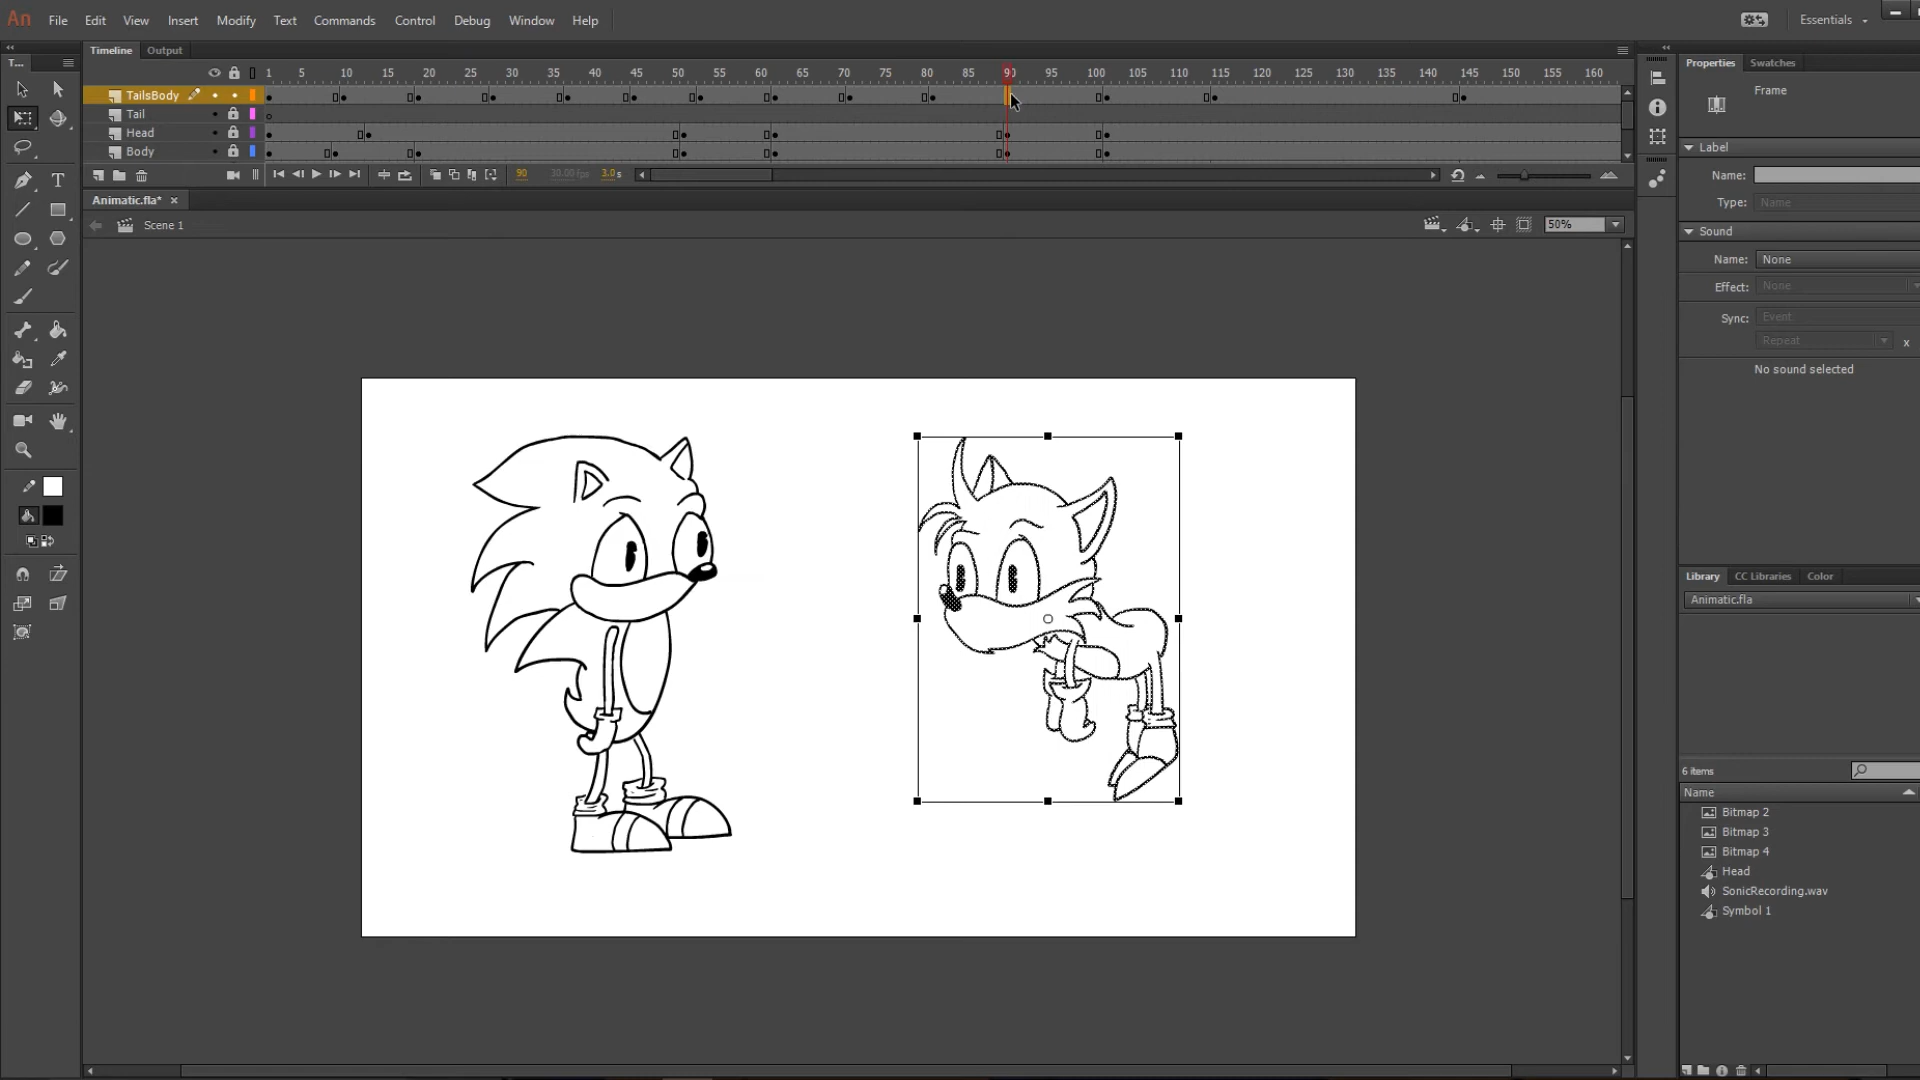 An File Edit View Insert Modify Text Commands Control Debug Window Help Essentials
Timeline Output
T... 1 5 10 15 20 25 30 35 40 45 50 55 60 65 70 75 80 85 90 95 100 105 110 115 120 125 130 135 140 145 150 155 160
TailsBody
Tail
Head
Body
90 30.00 fps 3.0 s
Animatic.fla* ×
Scene 1 50%
Properties Swatches
Frame
Label
Name:
Type: Name
Sound
Name: None
Effect: None
Sync: Event
Repeat x
No sound selected
Library CC Libraries Color
Animatic.fla
6 items
Name
Bitmap 2
Bitmap 3
Bitmap 4
Head
SonicRecording.wav
Symbol 1